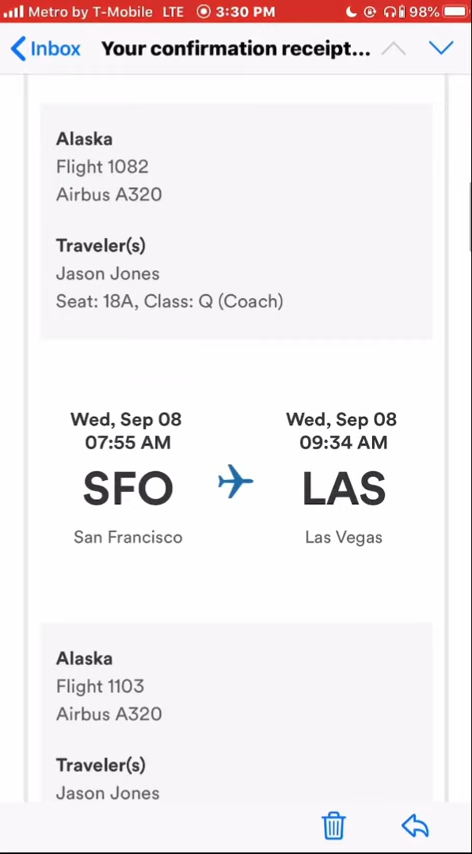 Metro by T-Mobile LTE 3:30 PM 98%
Inbox Your confirmation receipt...
Alaska
Flight 1082
Airbus A320
Traveler(s)
Jason Jones
Seat: 18A, Class: Q (Coach)
Wed, Sep 08 Wed, Sep 08
07:55 AM 09:34 AM
SFO LAS
San Francisco Las Vegas
Alaska
Flight 1103
Airbus A320
Traveler(s)
Jason Jones